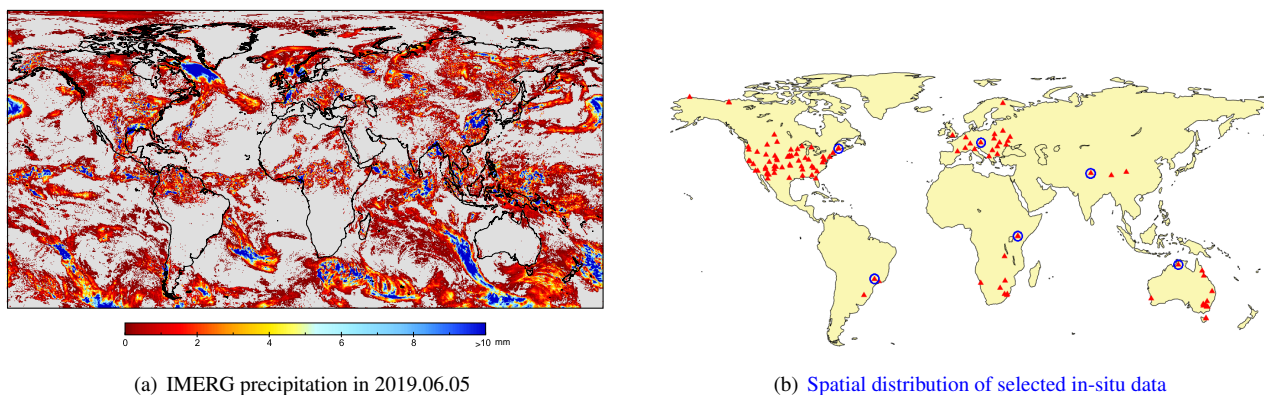 0 2 4 6 8 >10 mm
(a) IMERG precipitation in 2019.06.05
(b) Spatial distribution of selected in-situ data